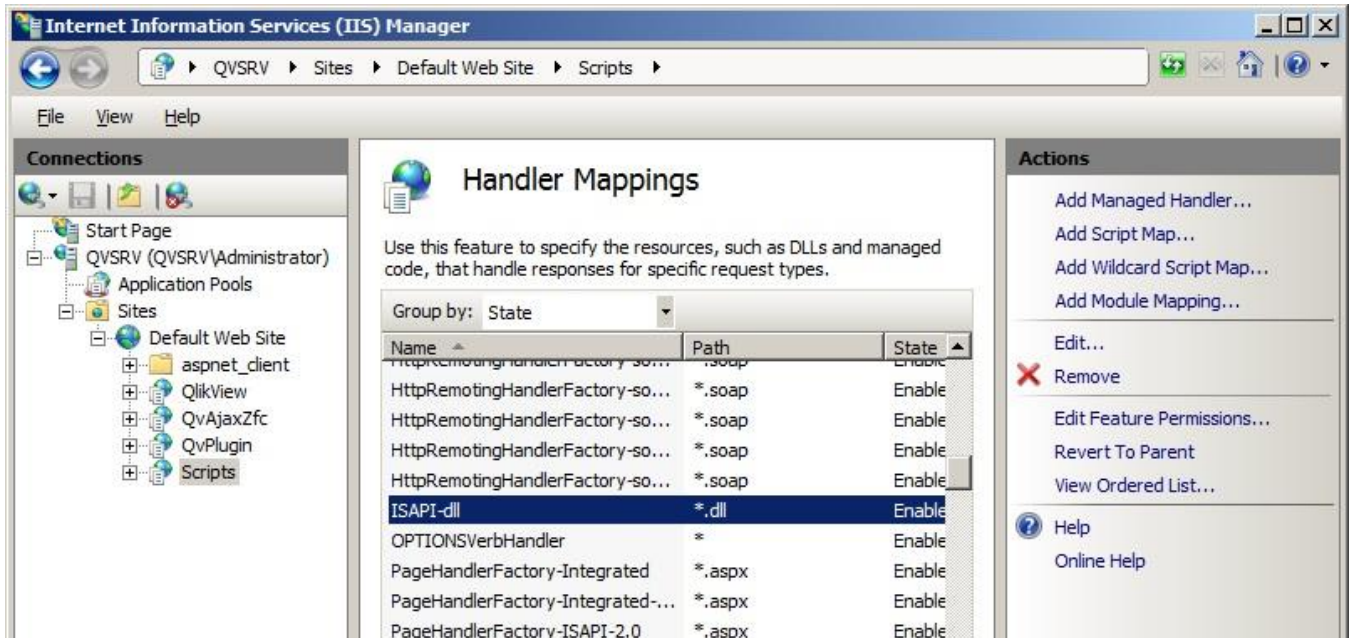 Internet Information Services (IIS) Manager
QVSRV Sites Default Web Site Scripts
File View Help
Connections
Start Page
QVSRV (QVSRV\Administrator)
Application Pools
Sites
Default Web Site
aspnet_client
QlikView
QvAjaxZfc
QvPlugin
Scripts
Handler Mappings
Use this feature to specify the resources, such as DLLs and managed
code, that handle responses for specific request types.
Group by: State
Name Path State
HttpRemotingHandlerFactory-so... *.soap Enable
HttpRemotingHandlerFactory-so... *.soap Enable
HttpRemotingHandlerFactory-so... *.soap Enable
HttpRemotingHandlerFactory-so... *.soap Enable
HttpRemotingHandlerFactory-so... *.soap Enable
ISAPI-dll *.dll Enable
OPTIONSVerbHandler * Enable
PageHandlerFactory-Integrated *.aspx Enable
PageHandlerFactory-Integrated-... *.aspx Enable
PageHandlerFactory-ISAPI-2.0 *.aspx Enable
Actions
Add Managed Handler...
Add Script Map...
Add Wildcard Script Map...
Add Module Mapping...
Edit...
Remove
Edit Feature Permissions...
Revert To Parent
View Ordered List...
Help
Online Help